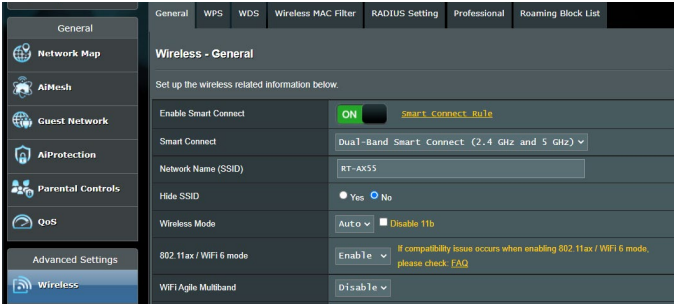 General WPS WDS Wireless MAC Filter RADIUS Setting Professional Roaming Block List
General
Network Map
AiMesh
Guest Network
AiProtection
Parental Controls
QoS
Advanced Settings
Wireless
Wireless - General
Set up the wireless related information below.
Enable Smart Connect ON Smart Connect Rule
Smart Connect Dual-Band Smart Connect (2.4 GHz and 5 GHz)
Network Name (SSID) RT-AX55
Hide SSID Yes No
Wireless Mode Auto Disable 11b
802.11ax / WiFi 6 mode Enable If compatibility issue occurs when enabling 802.11ax / WiFi 6 mode,
please check: FAQ
WiFi Agile Multiband Disable